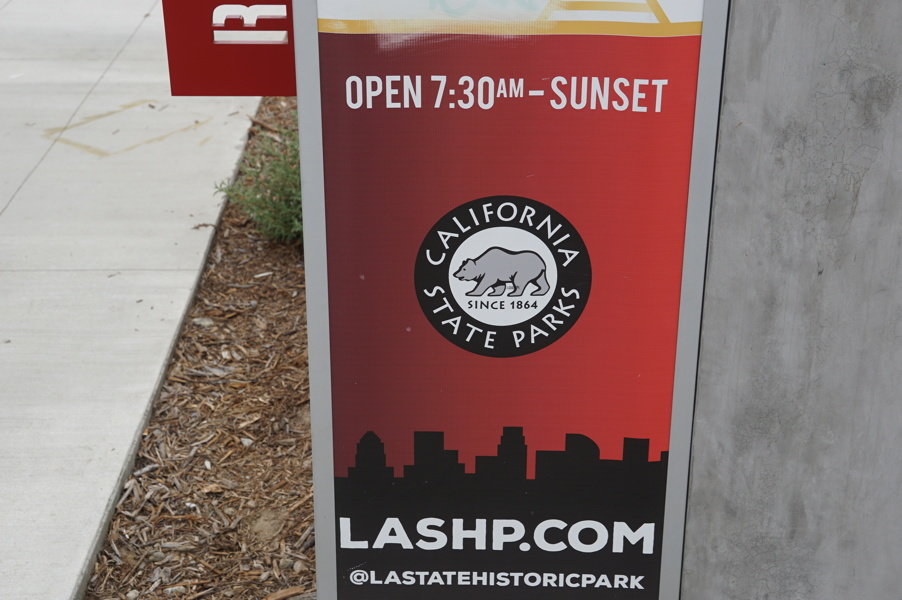 OPEN 7:30AM – SUNSET
CALIFORNIA
SINCE 1864
STATE PARKS
LASHP.COM
@LASTATEHISTORICPARK